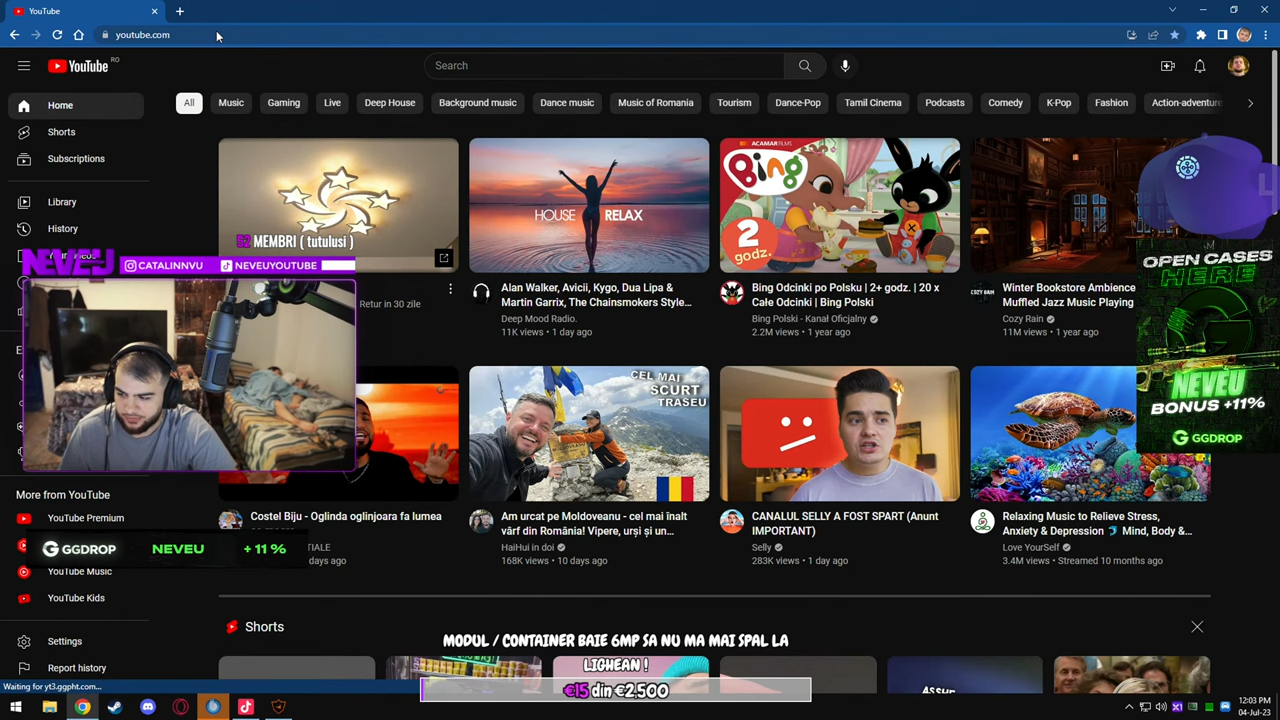 YouTube
youtube.com
YouTube RO
Search
Home
Shorts
Subscriptions
Library
History
More from YouTube
YouTube Premium
YouTube Music
YouTube Kids
Settings
Report history
Waiting for yt3.ggpht.com...
All
Music
Gaming
Live
Deep House
Background music
Dance music
Music of Romania
Tourism
Dance-Pop
Tamil Cinema
Podcasts
Comedy
K-Pop
Fashion
Action-adventure
52 MEMBRI ( tutulusi )
Retur in 30 zile
HOUSE RELAX
Alan Walker, Avicii, Kygo, Dua Lipa &
Martin Garrix, The Chainsmokers Style...
Deep Mood Radio.
11K views • 1 day ago
ACAMARFILMS
Bing
2
godz.
Bing Odcinki po Polsku | 2+ godz. | 20 x
Całe Odcinki | Bing Polski
Bing Polski - Kanał Oficjalny
2.2M views • 1 year ago
Winter Bookstore Ambience
Muffled Jazz Music Playing
COZY RAIN
Cozy Rain
11M views • 1 year ago
NEVEU
CATALINNVU
NEVEUYOUTUBE
OPEN CASES
HERE
NEVEU
BONUS +11%
GGDROP
Costel Biju - Oglinda oglinjoara fa lumea
days ago
CEL MAI
SCURT
TRASEU
Am urcat pe Moldoveanu - cel mai înalt
vârf din România! Vipere, urși și un...
HaiHui in doi
168K views • 10 days ago
CANALUL SELLY A FOST SPART (Anunt
IMPORTANT)
Selly
283K views • 1 day ago
Relaxing Music to Relieve Stress,
Anxiety & Depression
Mind, Body &...
Love YourSelf
3.4M views • Streamed 10 months ago
GGDROP NEVEU + 11 %
Shorts
MODUL / CONTAINER BAIE 6MP SA NU MA MAI SPAL LA
LIGHEAN !
€15 din €2,500
ASSHE
12:03 PM
04-Jul-23